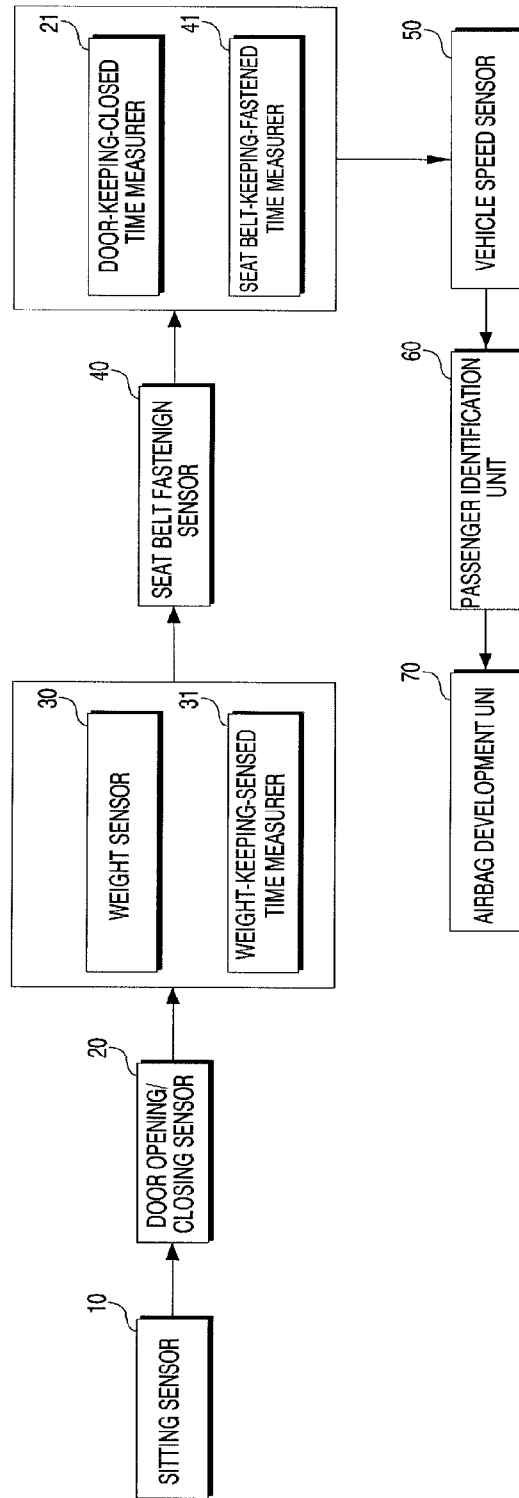 10
SITTING SENSOR
20
DOOR OPENING/
CLOSING SENSOR
30
WEIGHT SENSOR
31
WEIGHT-KEEPING-SENSED
TIME MEASURER
40
SEAT BELT FASTENIGN
SENSOR
21
DOOR-KEEPING-CLOSED
TIME MEASURER
41
SEAT BELT-KEEPING-FASTENED
TIME MEASURER
50
VEHICLE SPEED SENSOR
60
PASSENGER IDENTIFICATION
UNIT
70
AIRBAG DEVELOPMENT UNI